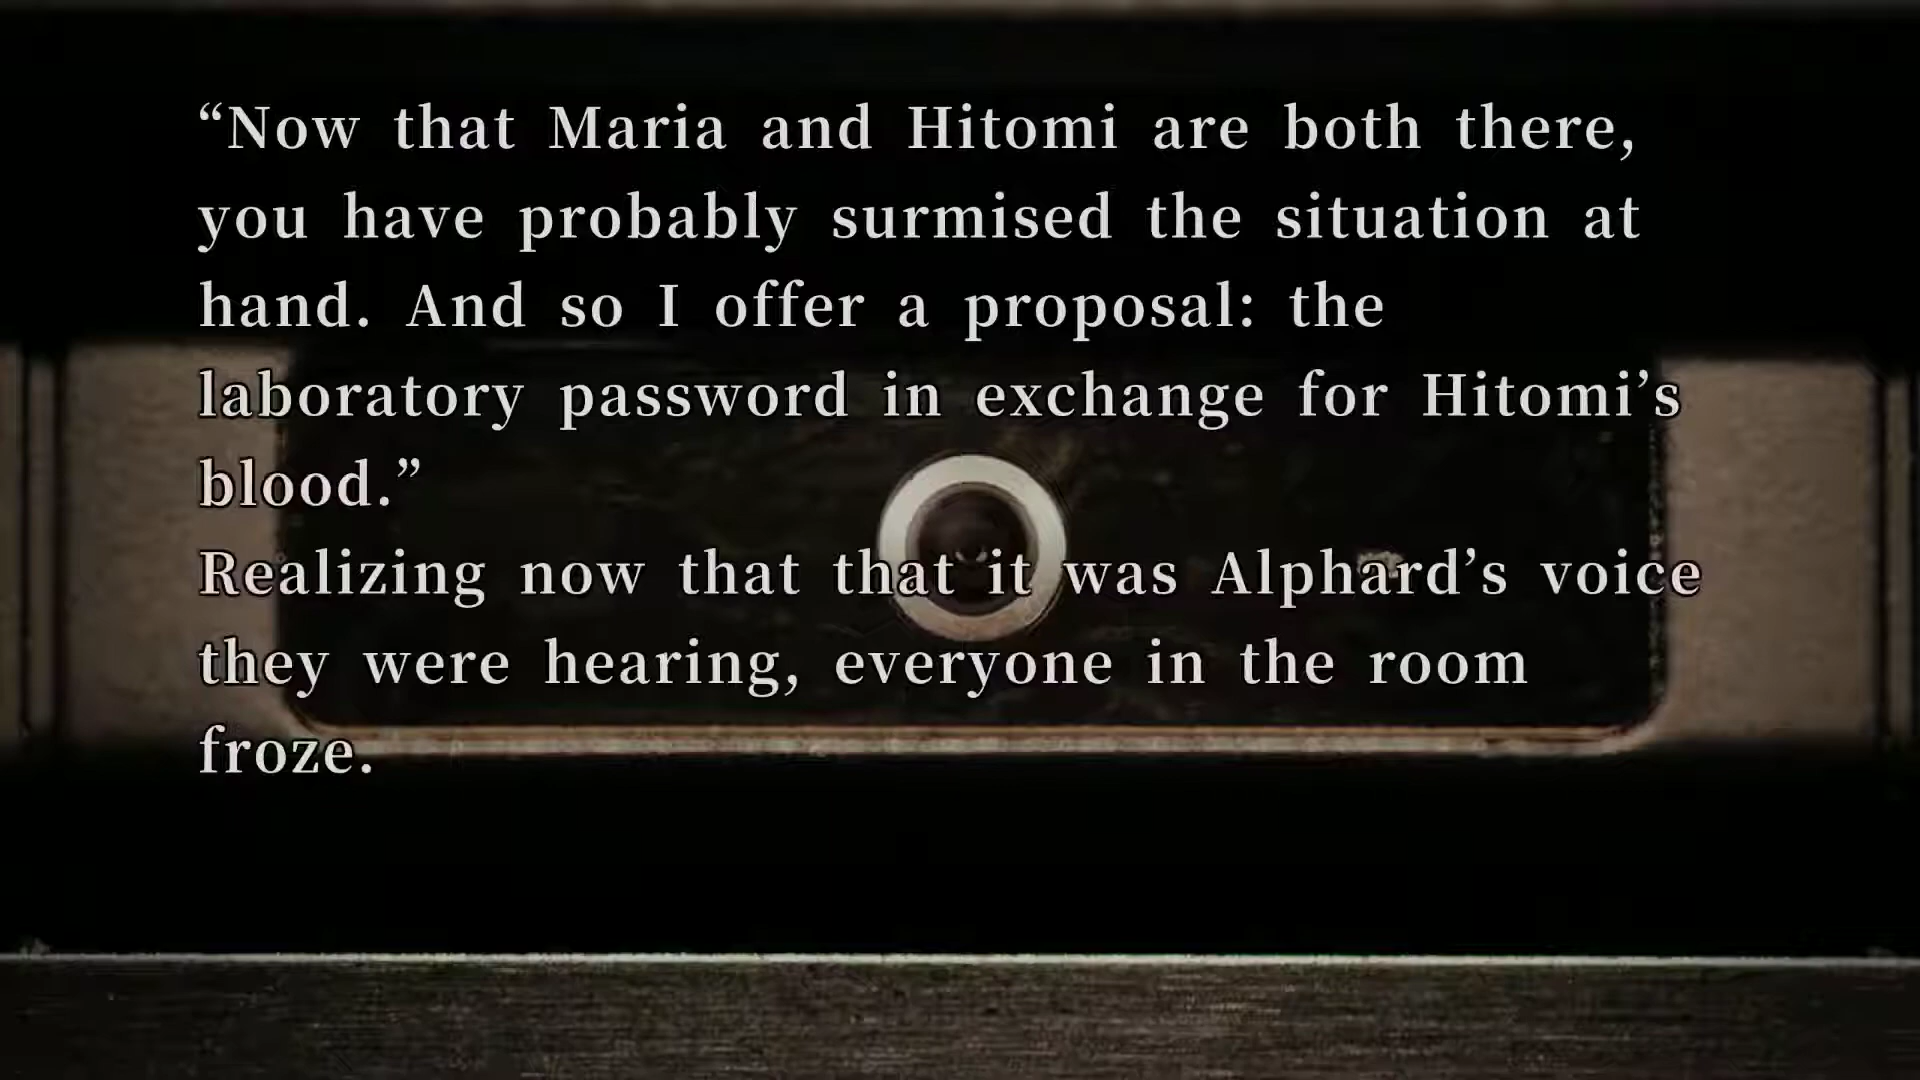 “Now that Maria and Hitomi are both there,
you have probably surmised the situation at
hand. And so I offer a proposal: the
laboratory password in exchange for Hitomi’s
blood.”
Realizing now that that it was Alphard’s voice
they were hearing, everyone in the room
froze.